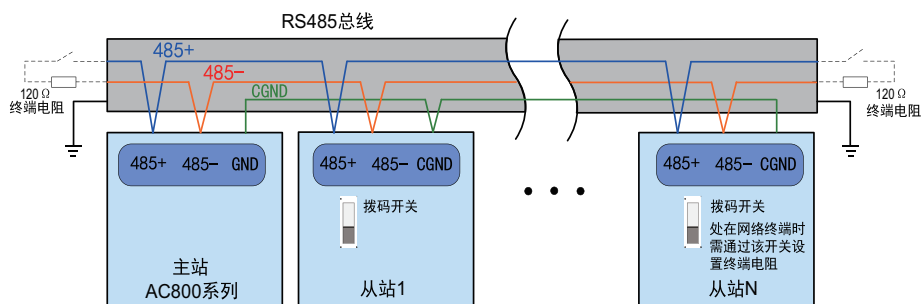 RS485总线
485+
485-
CGND
120Ω
终端电阻
120Ω
终端电阻
485+ 485- GND
485+ 485- CGND
485+ 485- CGND
拨码开关
拨码开关
处在网络终端时
需通过该开关设
置终端电阻
主站
AC800系列
从站1
从站N